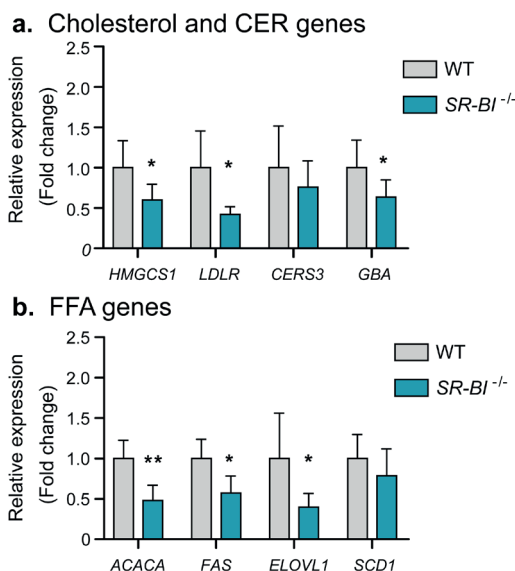 a. Cholesterol and CER genes
Relative expression
(Fold change)
2.5
2.0
1.5
1.0
0.5
0
* * *
HMGCS1 LDLR CERS3 GBA
WT
SR-BI -/-
b. FFA genes
Relative expression
(Fold change)
2.5
2.0
1.5
1.0
0.5
0
** * *
ACACA FAS ELOVL1 SCD1
WT
SR-BI -/-